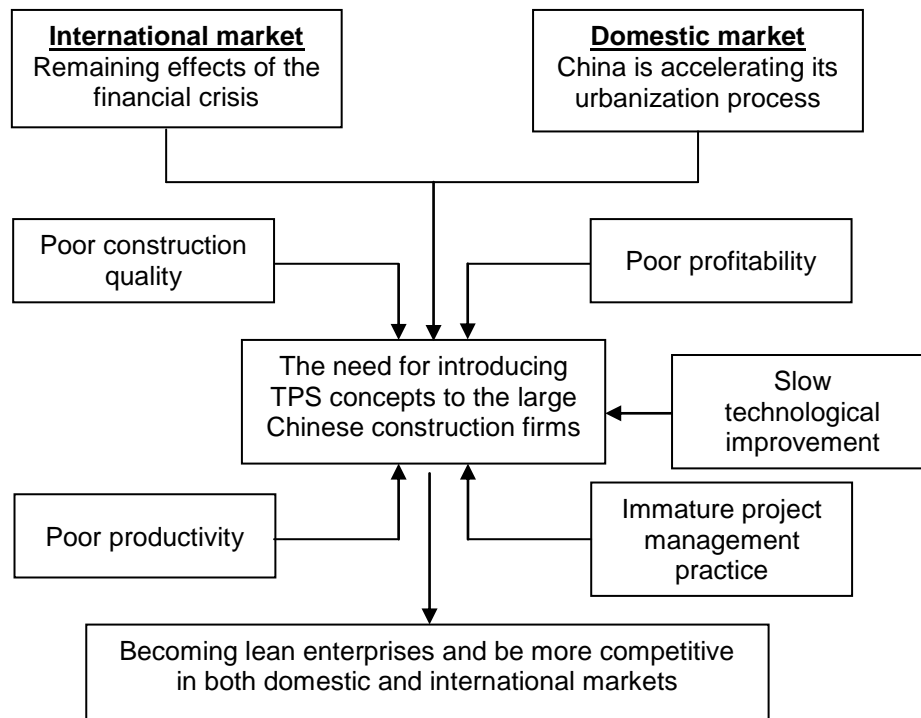 International market
Remaining effects of the
financial crisis
Domestic market
China is accelerating its
urbanization process
Poor construction
quality
Poor profitability
The need for introducing
TPS concepts to the large
Chinese construction firms
Slow
technological
improvement
Poor productivity
Immature project
management
practice
Becoming lean enterprises and be more competitive
in both domestic and international markets